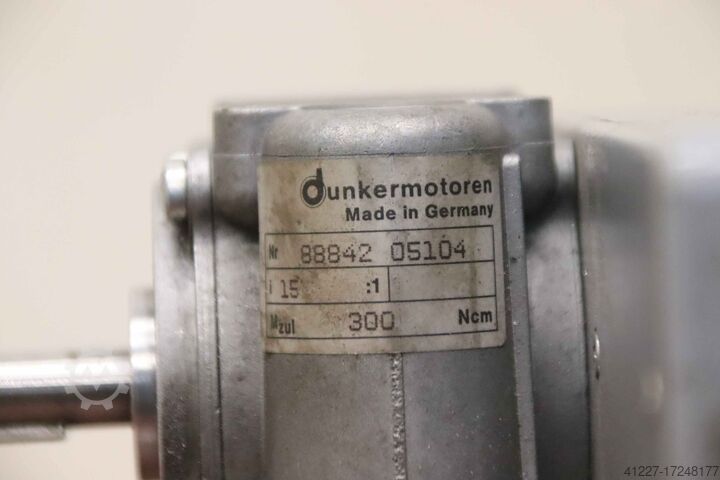 dunkermotoren
Made in Germany
Nr 88842 05104
i 15 :1
Mzul 300 Ncm
41227-17248177